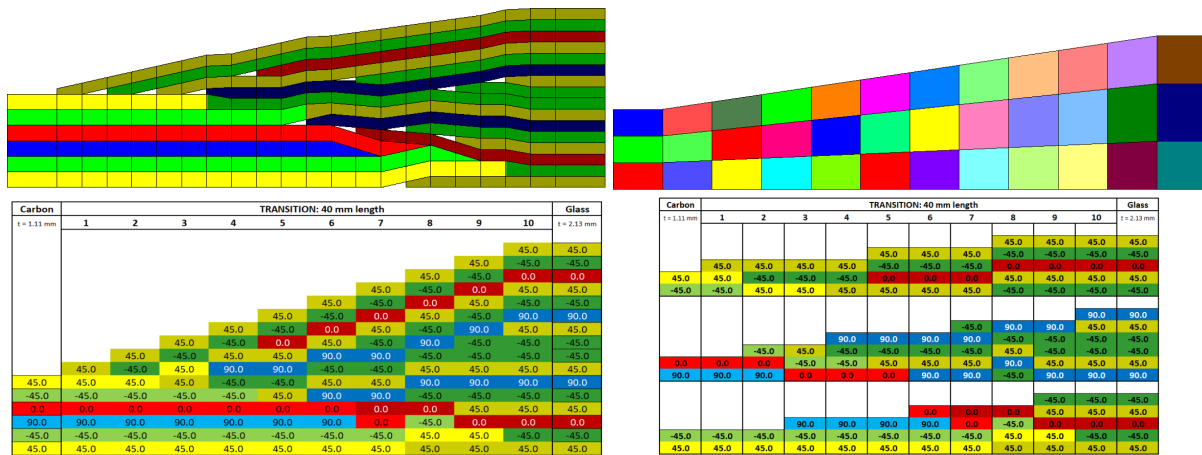 Carbon TRANSITION: 40 mm length Glass
t = 1.11 mm 1 2 3 4 5 6 7 8 9 10 t = 2.13 mm
45.0 45.0
45.0 -45.0 -45.0
45.0 -45.0 0.0 0.0
45.0 -45.0 0.0 45.0 45.0
45.0 -45.0 0.0 45.0 -45.0 -45.0
45.0 -45.0 0.0 45.0 -45.0 90.0 90.0
45.0 -45.0 0.0 45.0 -45.0 90.0 45.0 45.0
45.0 -45.0 0.0 45.0 -45.0 90.0 -45.0 -45.0 -45.0
45.0 -45.0 45.0 45.0 90.0 90.0 -45.0 -45.0 -45.0 -45.0
45.0 -45.0 45.0 90.0 90.0 -45.0 -45.0 45.0 45.0 45.0 45.0
45.0 45.0 45.0 45.0 -45.0 -45.0 45.0 45.0 90.0 90.0 90.0 90.0
-45.0 -45.0 -45.0 -45.0 45.0 45.0 90.0 90.0 -45.0 -45.0 -45.0 -45.0
0.0 0.0 0.0 0.0 0.0 0.0 0.0 0.0 0.0 45.0 45.0 45.0
90.0 90.0 90.0 90.0 90.0 90.0 90.0 0.0 -45.0 0.0 0.0 0.0
-45.0 -45.0 -45.0 -45.0 -45.0 -45.0 -45.0 -45.0 45.0 45.0 -45.0 -45.0
45.0 45.0 45.0 45.0 45.0 45.0 45.0 45.0 45.0 45.0 45.0 45.0
Carbon TRANSITION: 40 mm length Glass
t = 1.11 mm 1 2 3 4 5 6 7 8 9 10 t = 2.13 mm
45.0 45.0 45.0 45.0
45.0 45.0 45.0 -45.0 -45.0 -45.0 -45.0
45.0 45.0 45.0 45.0 -45.0 -45.0 -45.0 0.0 0.0 0.0 0.0
45.0 45.0 -45.0 -45.0 -45.0 0.0 0.0 0.0 45.0 45.0 45.0 45.0
-45.0 -45.0 45.0 45.0 45.0 45.0 45.0 45.0 -45.0 -45.0 -45.0 -45.0
90.0 90.0
-45.0 90.0 90.0 45.0 45.0
90.0 90.0 90.0 90.0 -45.0 -45.0 -45.0 -45.0
-45.0 45.0 45.0 45.0 -45.0 -45.0 45.0 -45.0 -45.0 -45.0
0.0 0.0 0.0 -45.0 -45.0 -45.0 45.0 45.0 45.0 45.0 45.0 45.0
90.0 90.0 90.0 0.0 0.0 0.0 90.0 90.0 -45.0 90.0 90.0 90.0
-45.0 -45.0 -45.0
0.0 0.0 0.0 45.0 45.0 45.0
90.0 90.0 90.0 90.0 0.0 -45.0 0.0 0.0 0.0
-45.0 -45.0 -45.0 -45.0 -45.0 -45.0 -45.0 -45.0 45.0 45.0 -45.0 -45.0
45.0 45.0 45.0 45.0 45.0 45.0 45.0 45.0 45.0 45.0 45.0 45.0